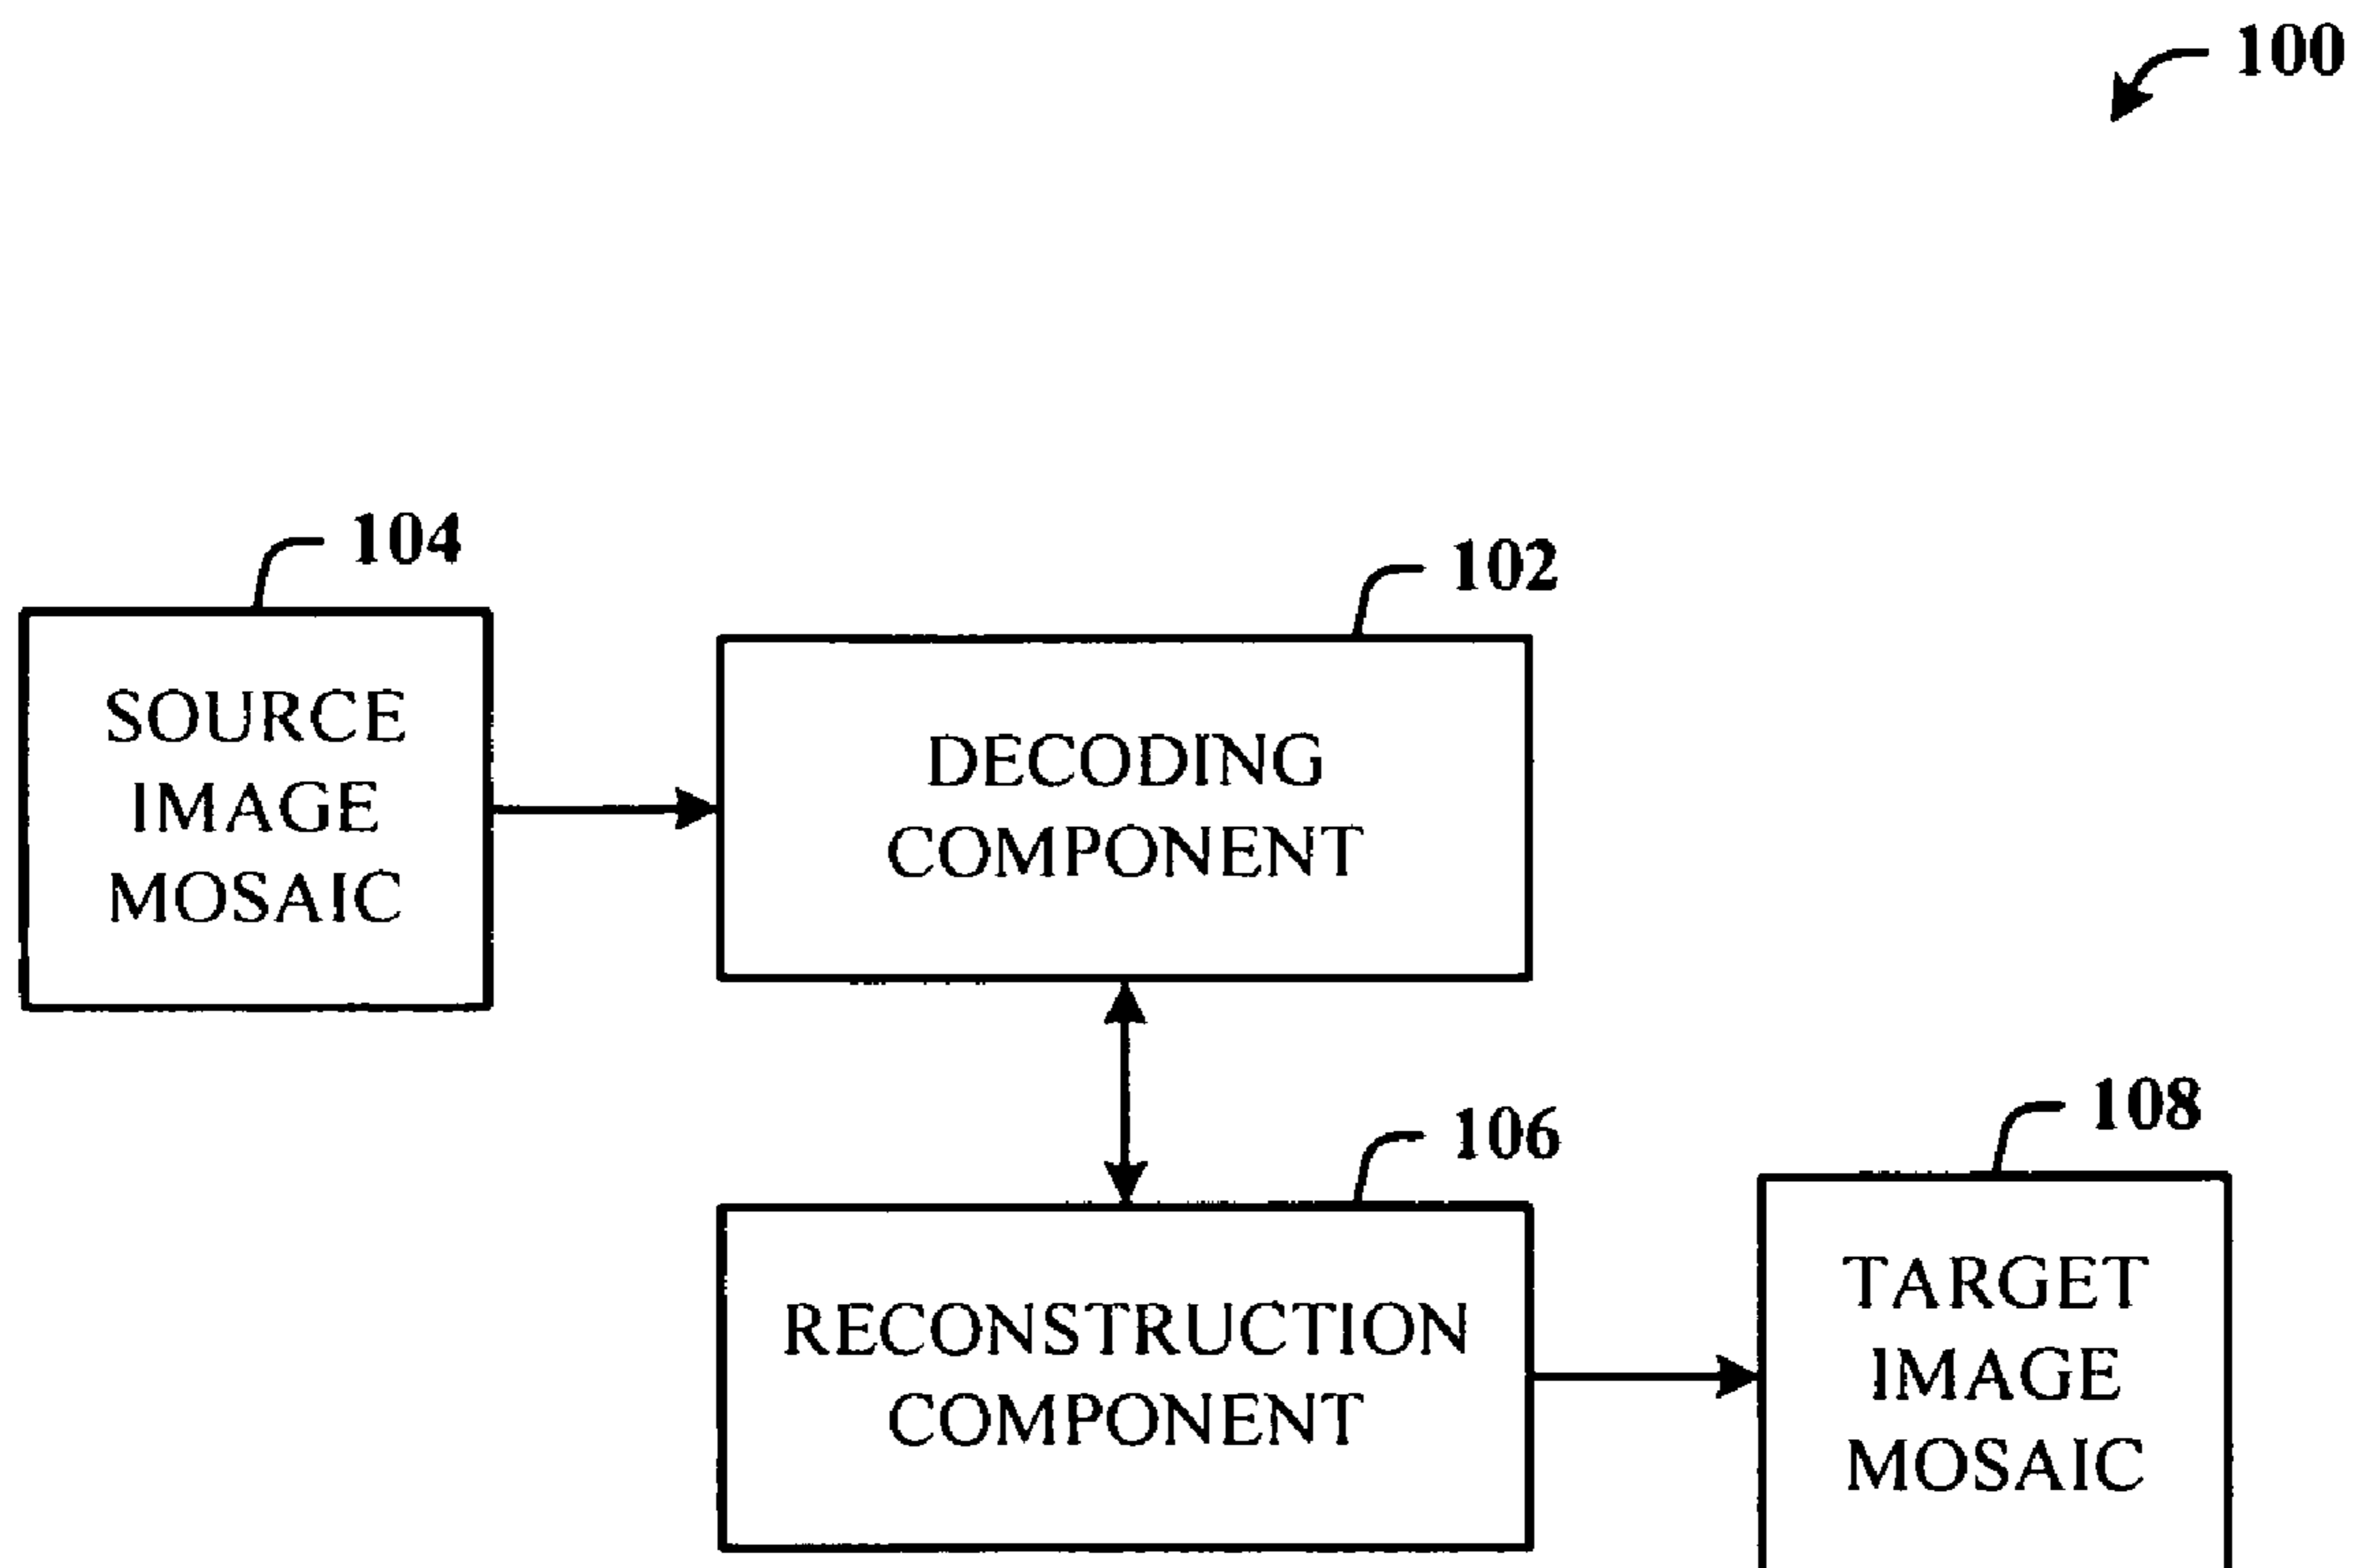 100
104
SOURCE
IMAGE
MOSAIC
102
DECODING
COMPONENT
106
RECONSTRUCTION
COMPONENT
108
TARGET
IMAGE
MOSAIC